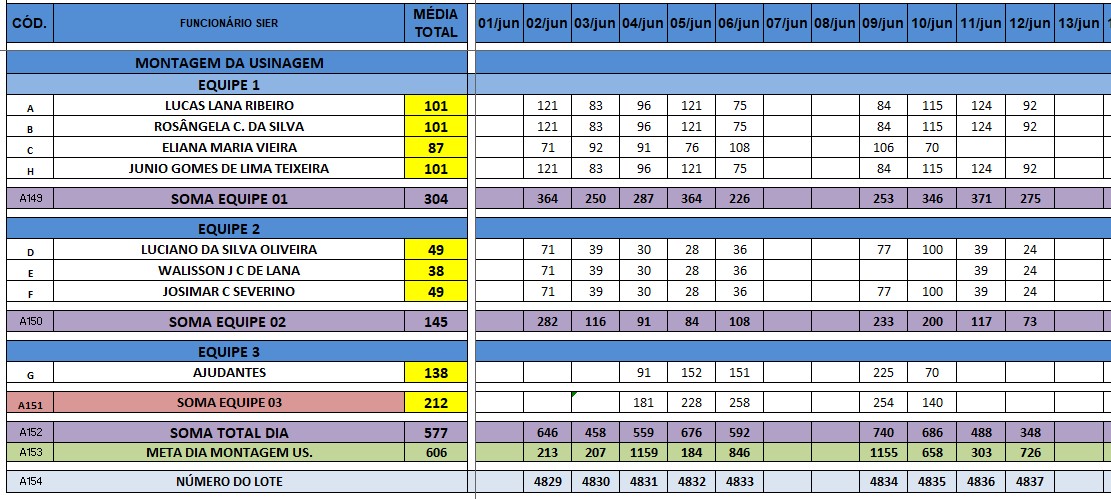 CÓD. FUNCIONÁRIO SIER MÉDIA TOTAL 01/jun 02/jun 03/jun 04/jun 05/jun 06/jun 07/jun 08/jun 09/jun 10/jun 11/jun 12/jun 13/jun
MONTAGEM DA USINAGEM
EQUIPE 1
A LUCAS LANA RIBEIRO 101 121 83 96 121 75 84 115 124 92
B ROSÂNGELA C. DA SILVA 101 121 83 96 121 75 84 115 124 92
C ELIANA MARIA VIEIRA 87 71 92 91 76 108 106 70
H JUNIO GOMES DE LIMA TEIXEIRA 101 121 83 96 121 75 84 115 124 92
A149 SOMA EQUIPE 01 304 364 250 287 364 226 253 346 371 275
EQUIPE 2
D LUCIANO DA SILVA OLIVEIRA 49 71 39 30 28 36 77 100 39 24
E WALISSON J C DE LANA 38 71 39 30 28 36 39 24
F JOSIMAR C SEVERINO 49 71 39 30 28 36 77 100 39 24
A150 SOMA EQUIPE 02 145 282 116 91 84 108 233 200 117 73
EQUIPE 3
G AJUDANTES 138 91 152 151 225 70
A151 SOMA EQUIPE 03 212 181 228 258 254 140
A152 SOMA TOTAL DIA 577 646 458 559 676 592 740 686 488 348
A153 META DIA MONTAGEM US. 606 213 207 1159 184 846 1155 658 303 726
A154 NÚMERO DO LOTE 4829 4830 4831 4832 4833 4834 4835 4836 4837